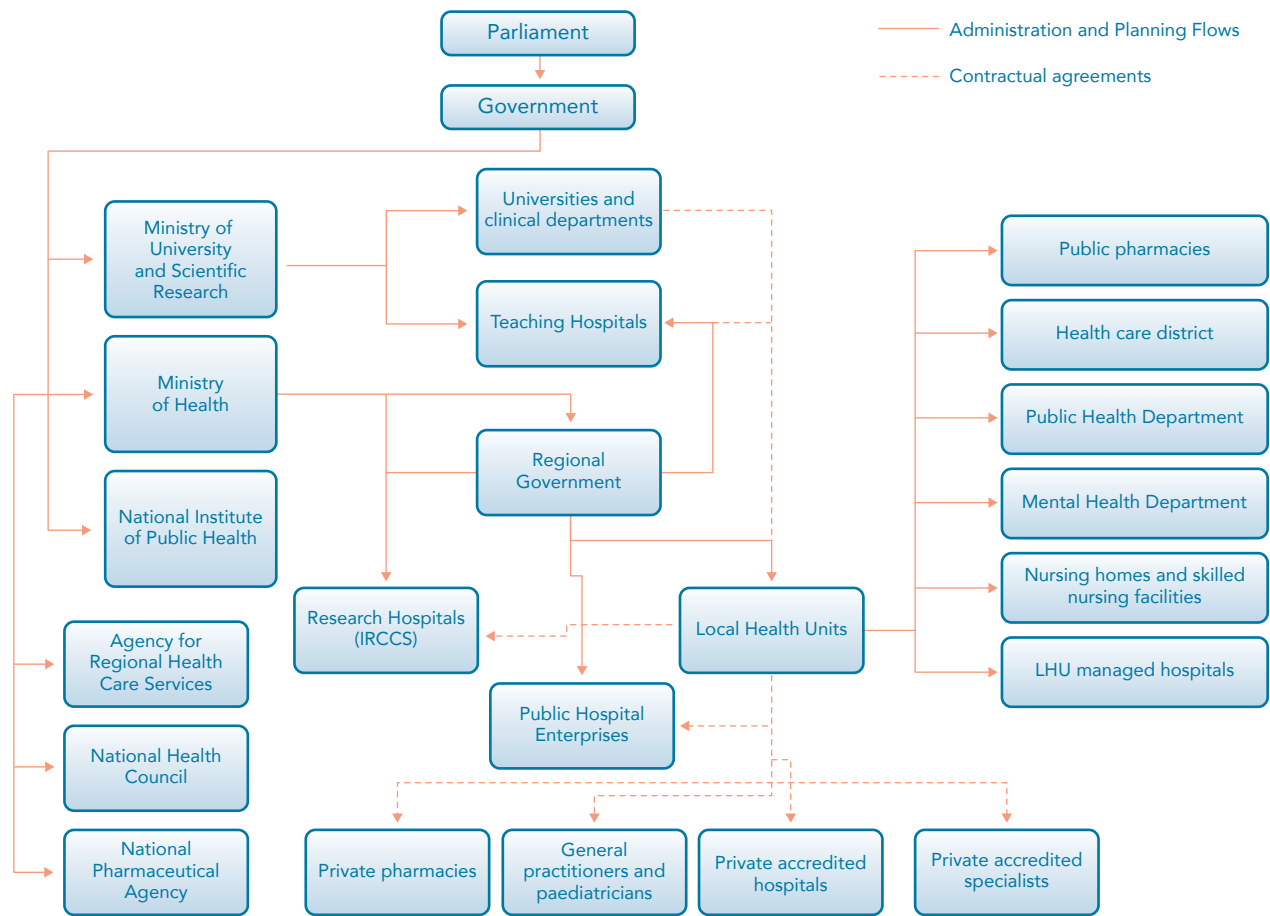 Parliament
Administration and Planning Flows
Contractual agreements
Government
Universities and
clinical departments
Ministry of
University
and Scientific
Research
Public pharmacies
Teaching Hospitals
Health care district
Ministry
of Health
Public Health Department
Regional
Government
Mental Health Department
National Institute
of Public Health
Nursing homes and skilled
nursing facilities
Research Hospitals
(IRCCS)
Local Health Units
Agency for
Regional Health
Care Services
LHU managed hospitals
Public Hospital
Enterprises
National Health
Council
National
Pharmaceutical
Agency
Private pharmacies
General
practitioners and
paediatricians
Private accredited
hospitals
Private accredited
specialists